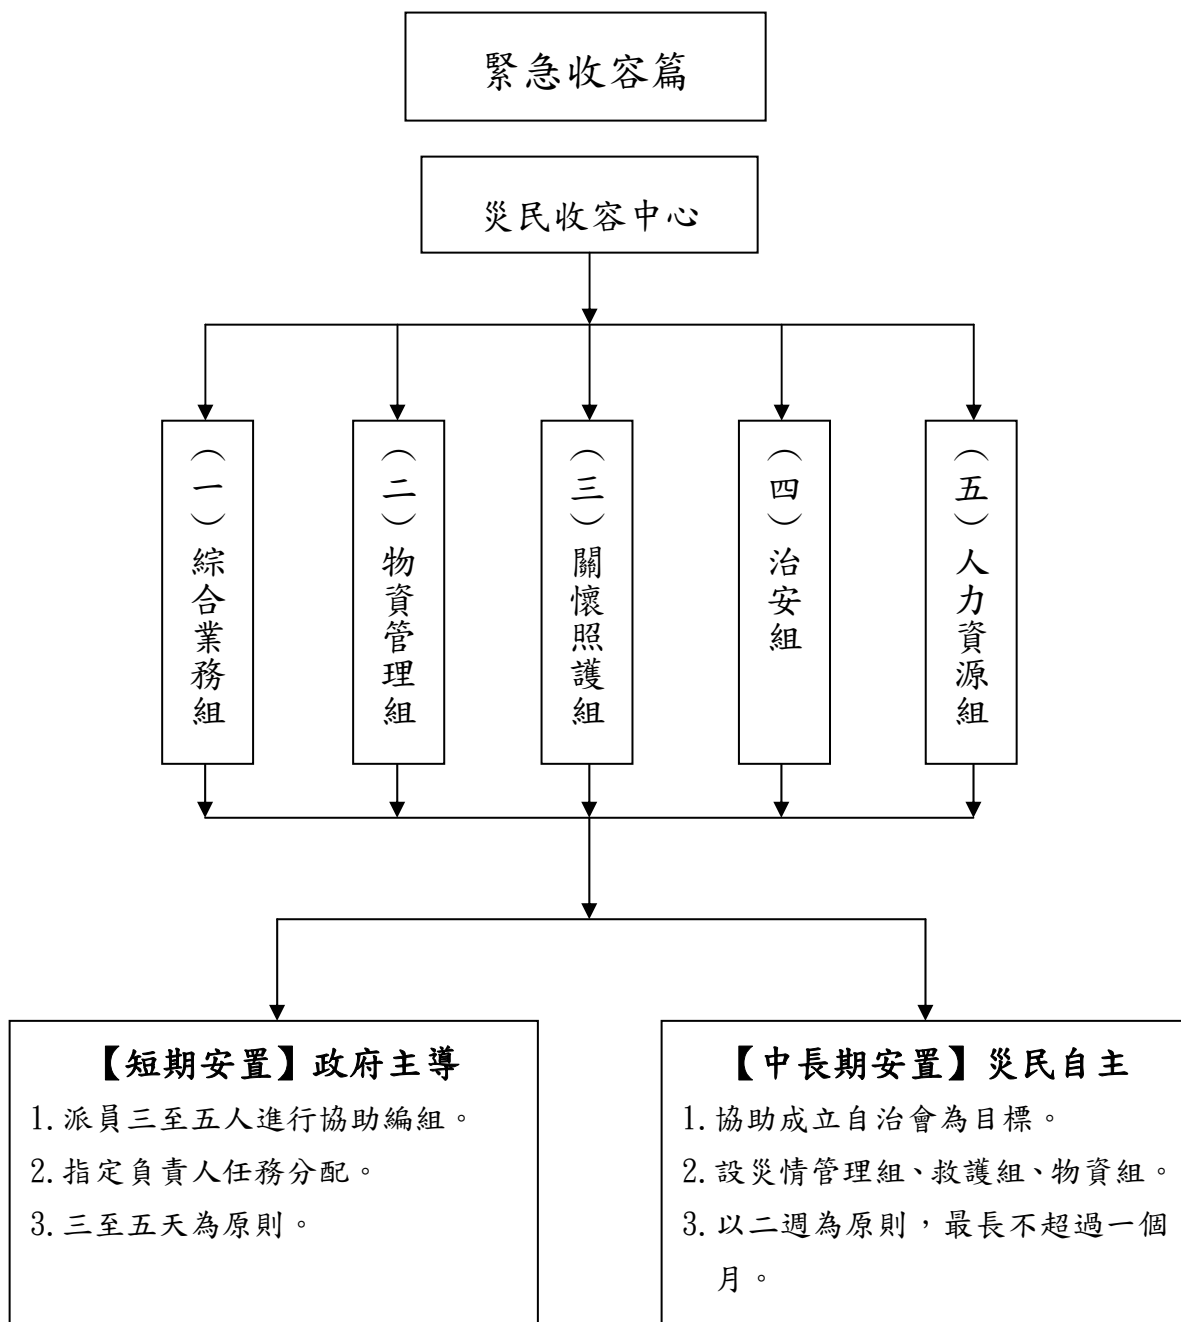 緊急收容篇
災民收容中心
（一）綜合業務組
（二）物資管理組
（三）關懷照護組
（四）治安組
（五）人力資源組
【短期安置】政府主導
1.派員三至五人進行協助編組。
2.指定負責人任務分配。
3.三至五天為原則。
【中長期安置】災民自主
1.協助成立自治會為目標。
2.設災情管理組、救護組、物資組。
3.以二週為原則，最長不超過一個
月。